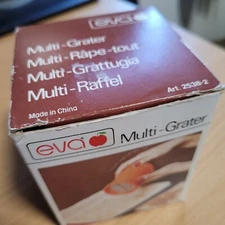 eva
Multi-Grater
Multi-Râpe-tout
Multi-Grattugia
Multi-Raffel
Made in China
Art. 2538-2
eva
Multi-Grater